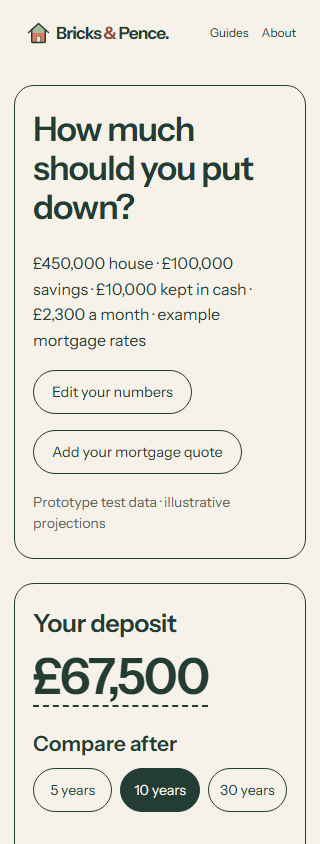 Bricks & Pence.
Guides
About
How much
should you put
down?
£450,000 house · £100,000
savings · £10,000 kept in cash ·
£2,300 a month · example
mortgage rates
Edit your numbers
Add your mortgage quote
Prototype test data · illustrative
projections
Your deposit
£67,500
Compare after
5 years
10 years
30 years